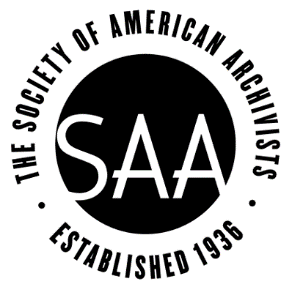 THE SOCIETY OF AMERICAN ARCHIVISTS
SAA
· ESTABLISHED 1936 ·